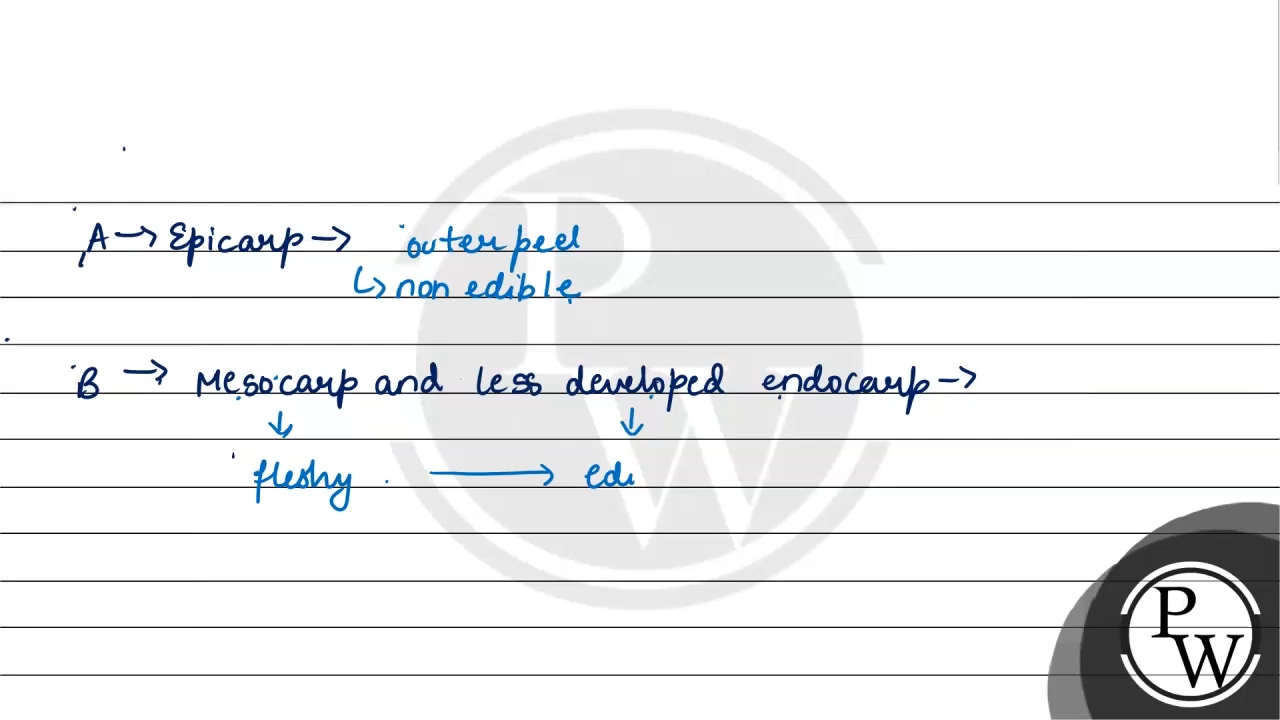 A → Epicarp → outer peel
↳ non edible
B → Mesocarp and less developed endocarp →
↓ ↓
fleshy → edi
P
W
P
W